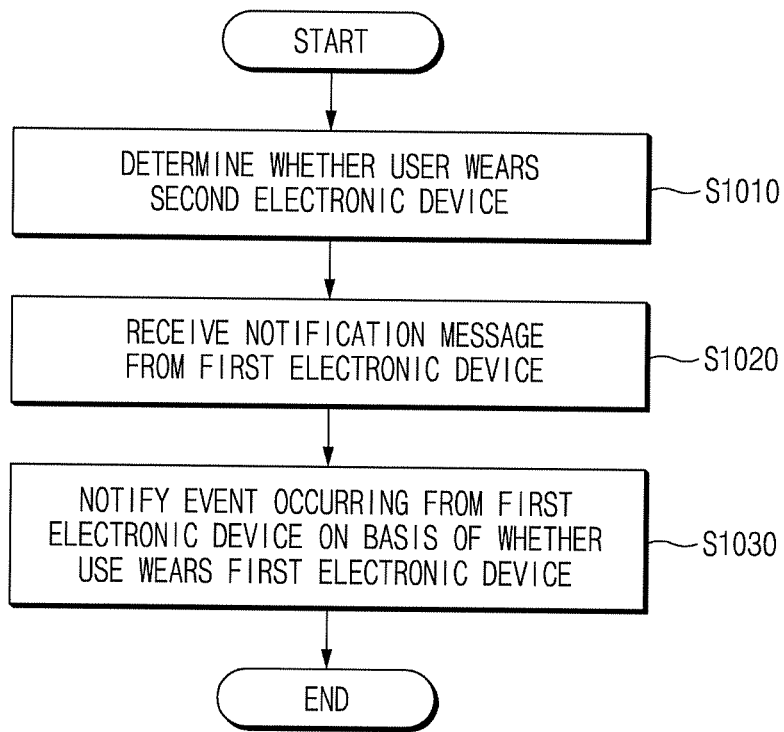 START
DETERMINE WHETHER USER WEARS
SECOND ELECTRONIC DEVICE
S1010
RECEIVE NOTIFICATION MESSAGE
FROM FIRST ELECTRONIC DEVICE
S1020
NOTIFY EVENT OCCURRING FROM FIRST
ELECTRONIC DEVICE ON BASIS OF WHETHER
USE WEARS FIRST ELECTRONIC DEVICE
S1030
END